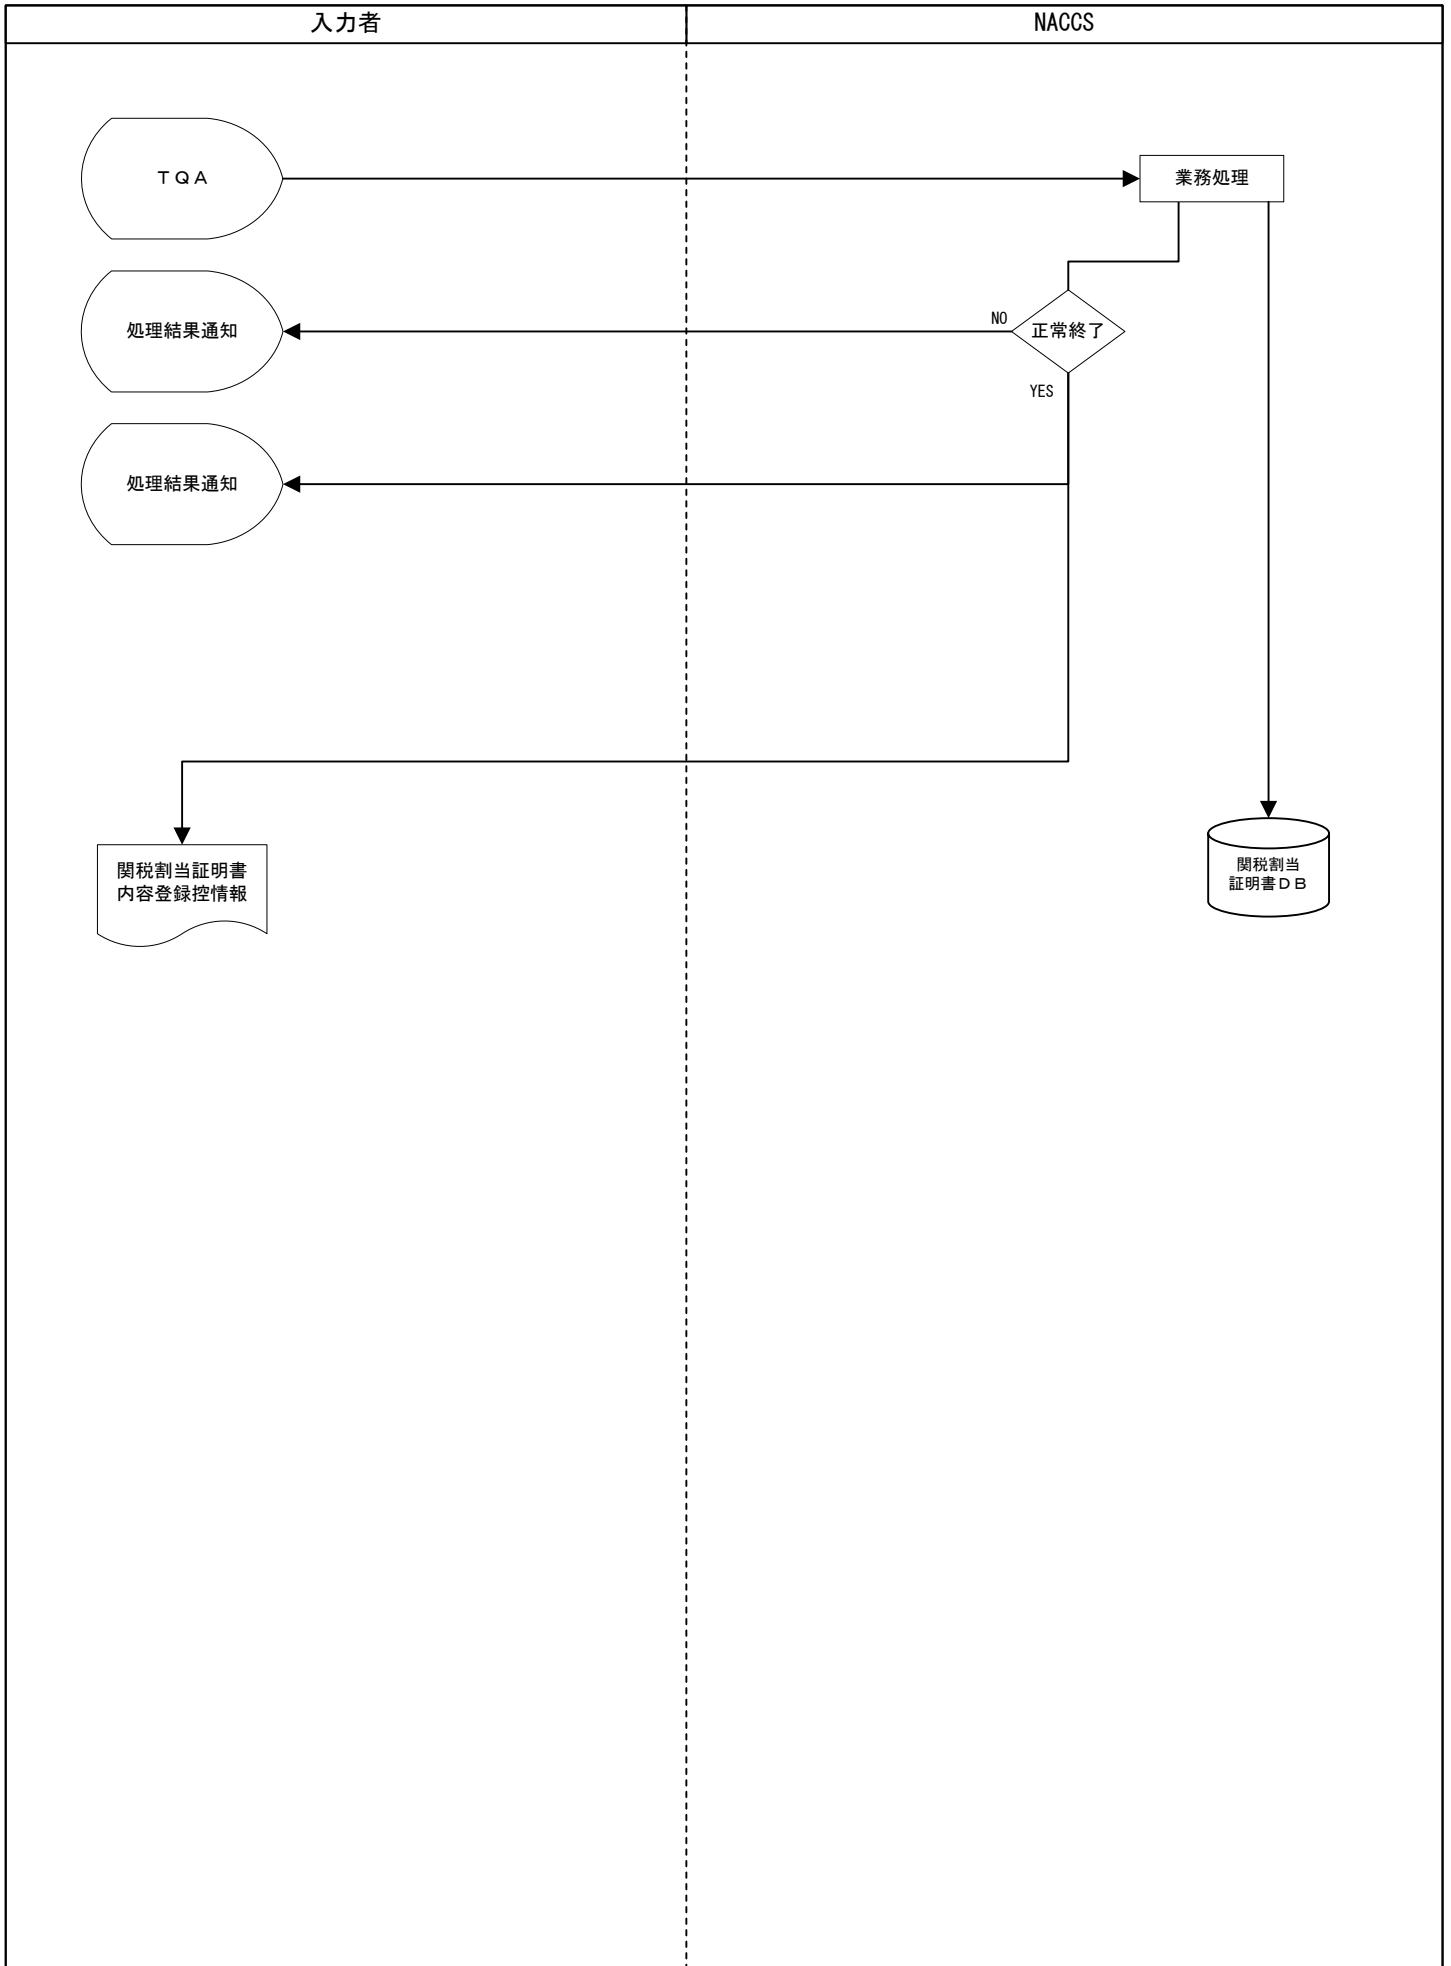 入力者
NACCS
ＴＱＡ
業務処理
処理結果通知
NO
正常終了
YES
処理結果通知
関税割当証明書
内容登録控情報
関税割当
証明書ＤＢ